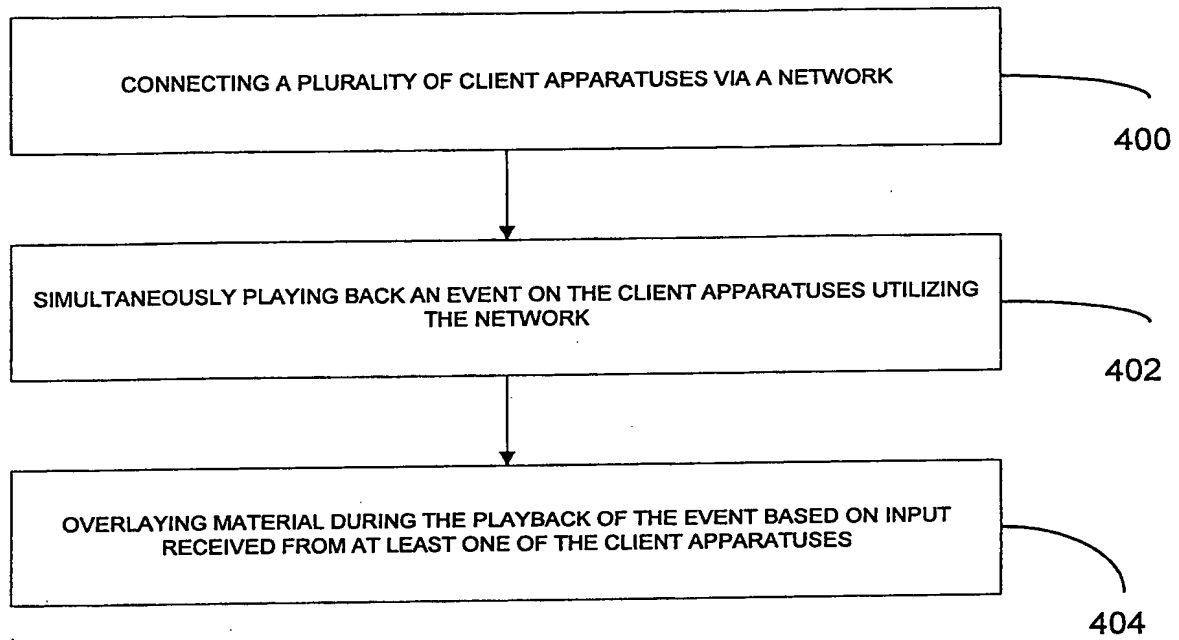 CONNECTING A PLURALITY OF CLIENT APPARATUSES VIA A NETWORK
400
SIMULTANEOUSLY PLAYING BACK AN EVENT ON THE CLIENT APPARATUSES UTILIZING
THE NETWORK
402
OVERLAYING MATERIAL DURING THE PLAYBACK OF THE EVENT BASED ON INPUT
RECEIVED FROM AT LEAST ONE OF THE CLIENT APPARATUSES
404